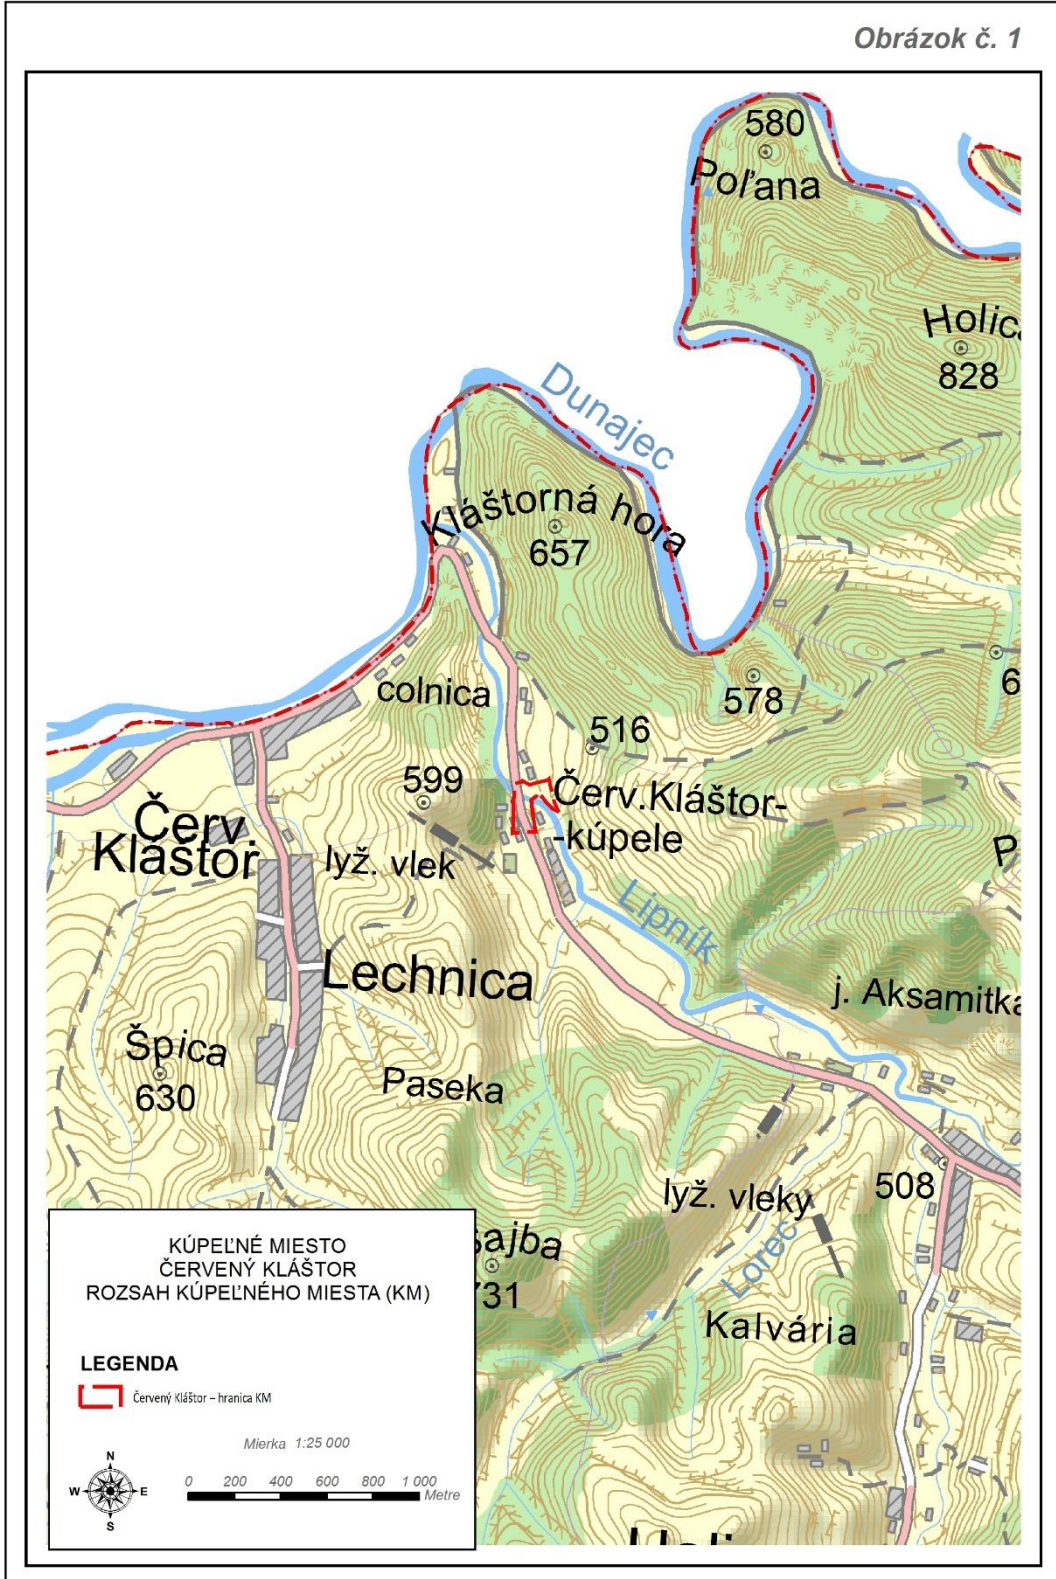 Obrázok č. 1
580
Poľana
Holica
828
Dunajec
Kláštorná hora
657
colnica
578
6
516
599
Červ.Kláštor-
-kúpele
Červ
Kláštor
lyž. vlek
P
Lipník
Lechnica
j. Aksamitka
Špica
630
Paseka
508
lyž. vleky
šajba
731
Lorec
Kalvária
KÚPEĽNÉ MIESTO
ČERVENÝ KLÁŠTOR
ROZSAH KÚPEĽNÉHO MIESTA (KM)
LEGENDA
Červený Kláštor – hranica KM
Mierka 1:25 000
N
W E
S
0 200 400 600 800 1 000
Metre